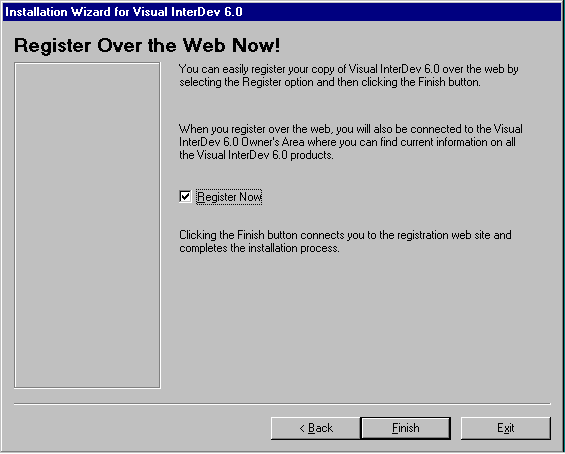 Installation Wizard for Visual InterDev 6.0
Register Over the Web Now!
You can easily register your copy of Visual InterDev 6.0 over the web by
selecting the Register option and then clicking the Finish button.
When you register over the web, you will also be connected to the Visual
InterDev 6.0 Owner's Area where you can find current information on all
the Visual InterDev 6.0 products.
Register Now
Clicking the Finish button connects you to the registration web site and
completes the installation process.
< Back
Finish
Exit